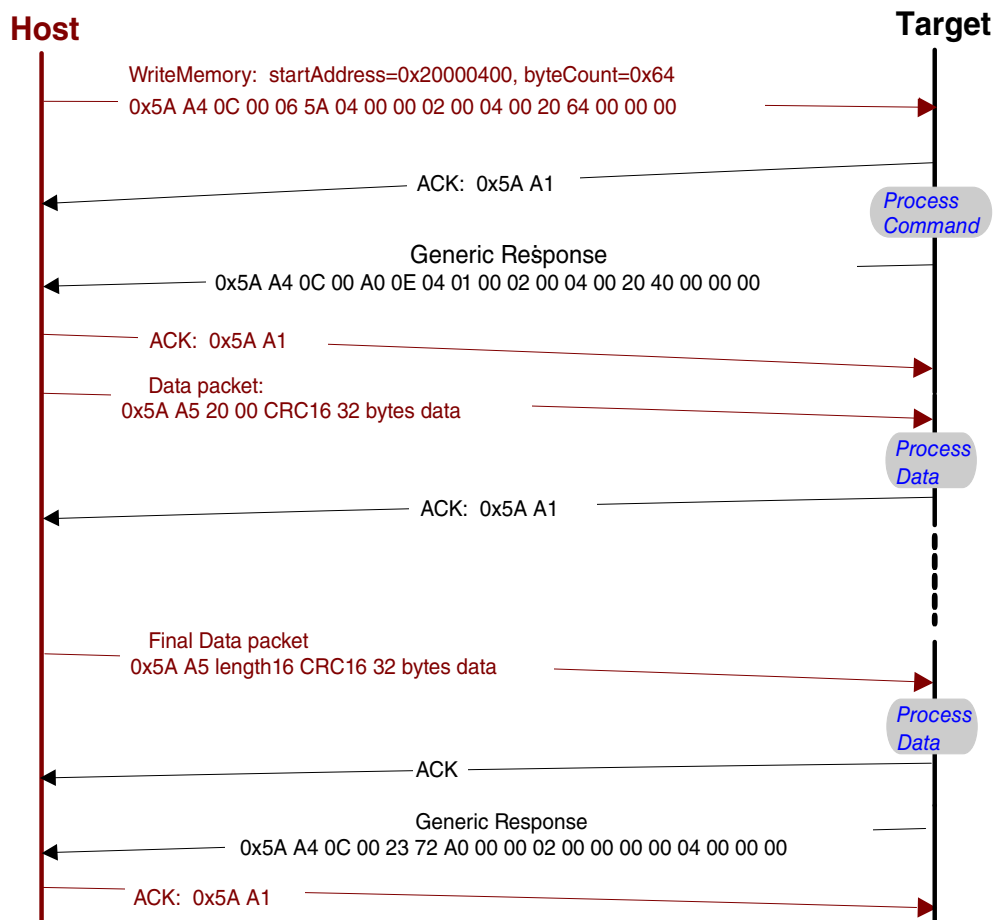 Host
Target
WriteMemory: startAddress=0x20000400, byteCount=0x64
0x5A A4 0C 00 06 5A 04 00 00 02 00 04 00 20 64 00 00 00
ACK: 0x5A A1
Process
Command
Generic Response
0x5A A4 0C 00 A0 0E 04 01 00 02 00 04 00 20 40 00 00 00
ACK: 0x5A A1
Data packet:
0x5A A5 20 00 CRC16 32 bytes data
Process
Data
ACK: 0x5A A1
Final Data packet
0x5A A5 length16 CRC16 32 bytes data
Process
Data
ACK
Generic Response
0x5A A4 0C 00 23 72 A0 00 00 02 00 00 00 00 04 00 00 00
ACK: 0x5A A1